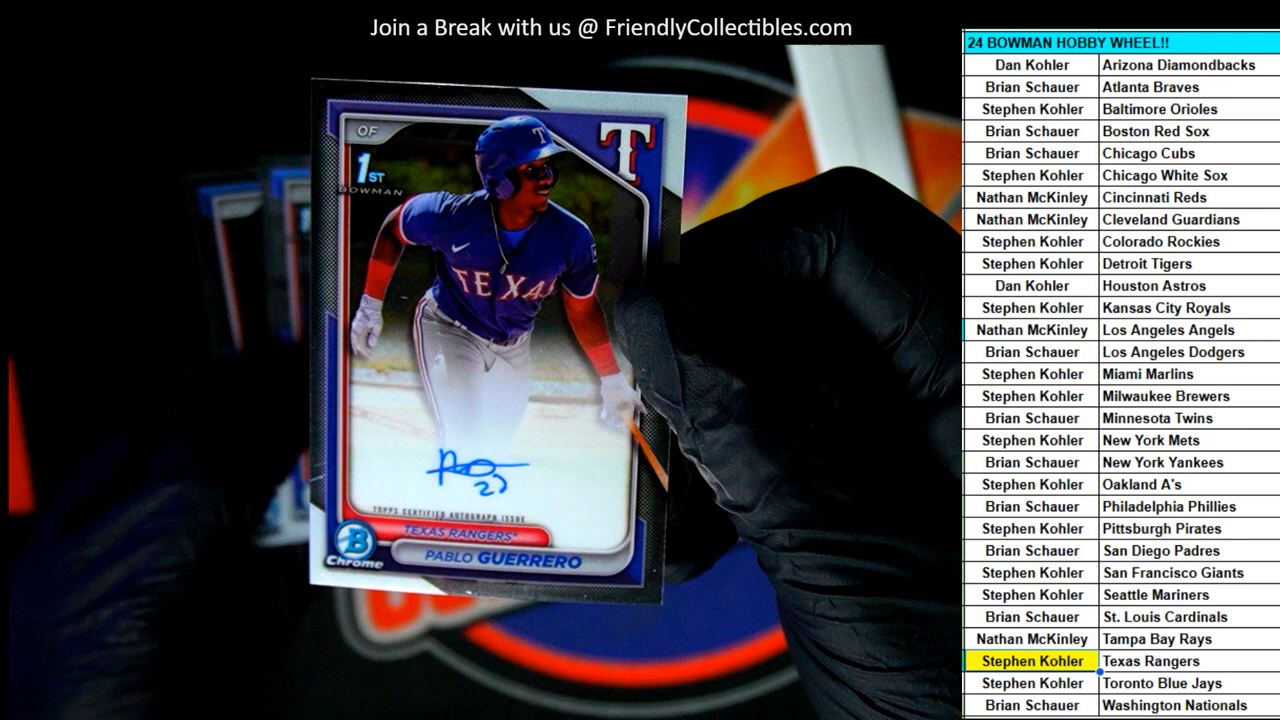 Join a Break with us @ FriendlyCollectibles.com
OF
1ST
BOWMAN
T
T
TEXAS
TOPPS CERTIFIED AUTOGRAPH ISSUE
TEXAS RANGERS
B
Chrome
PABLO GUERRERO
24 BOWMAN HOBBY WHEEL!!
Dan Kohler Arizona Diamondbacks
Brian Schauer Atlanta Braves
Stephen Kohler Baltimore Orioles
Brian Schauer Boston Red Sox
Brian Schauer Chicago Cubs
Stephen Kohler Chicago White Sox
Nathan McKinley Cincinnati Reds
Nathan McKinley Cleveland Guardians
Stephen Kohler Colorado Rockies
Stephen Kohler Detroit Tigers
Dan Kohler Houston Astros
Stephen Kohler Kansas City Royals
Nathan McKinley Los Angeles Angels
Brian Schauer Los Angeles Dodgers
Stephen Kohler Miami Marlins
Stephen Kohler Milwaukee Brewers
Brian Schauer Minnesota Twins
Stephen Kohler New York Mets
Brian Schauer New York Yankees
Stephen Kohler Oakland A's
Brian Schauer Philadelphia Phillies
Stephen Kohler Pittsburgh Pirates
Brian Schauer San Diego Padres
Stephen Kohler San Francisco Giants
Stephen Kohler Seattle Mariners
Brian Schauer St. Louis Cardinals
Nathan McKinley Tampa Bay Rays
Stephen Kohler Texas Rangers
Stephen Kohler Toronto Blue Jays
Brian Schauer Washington Nationals